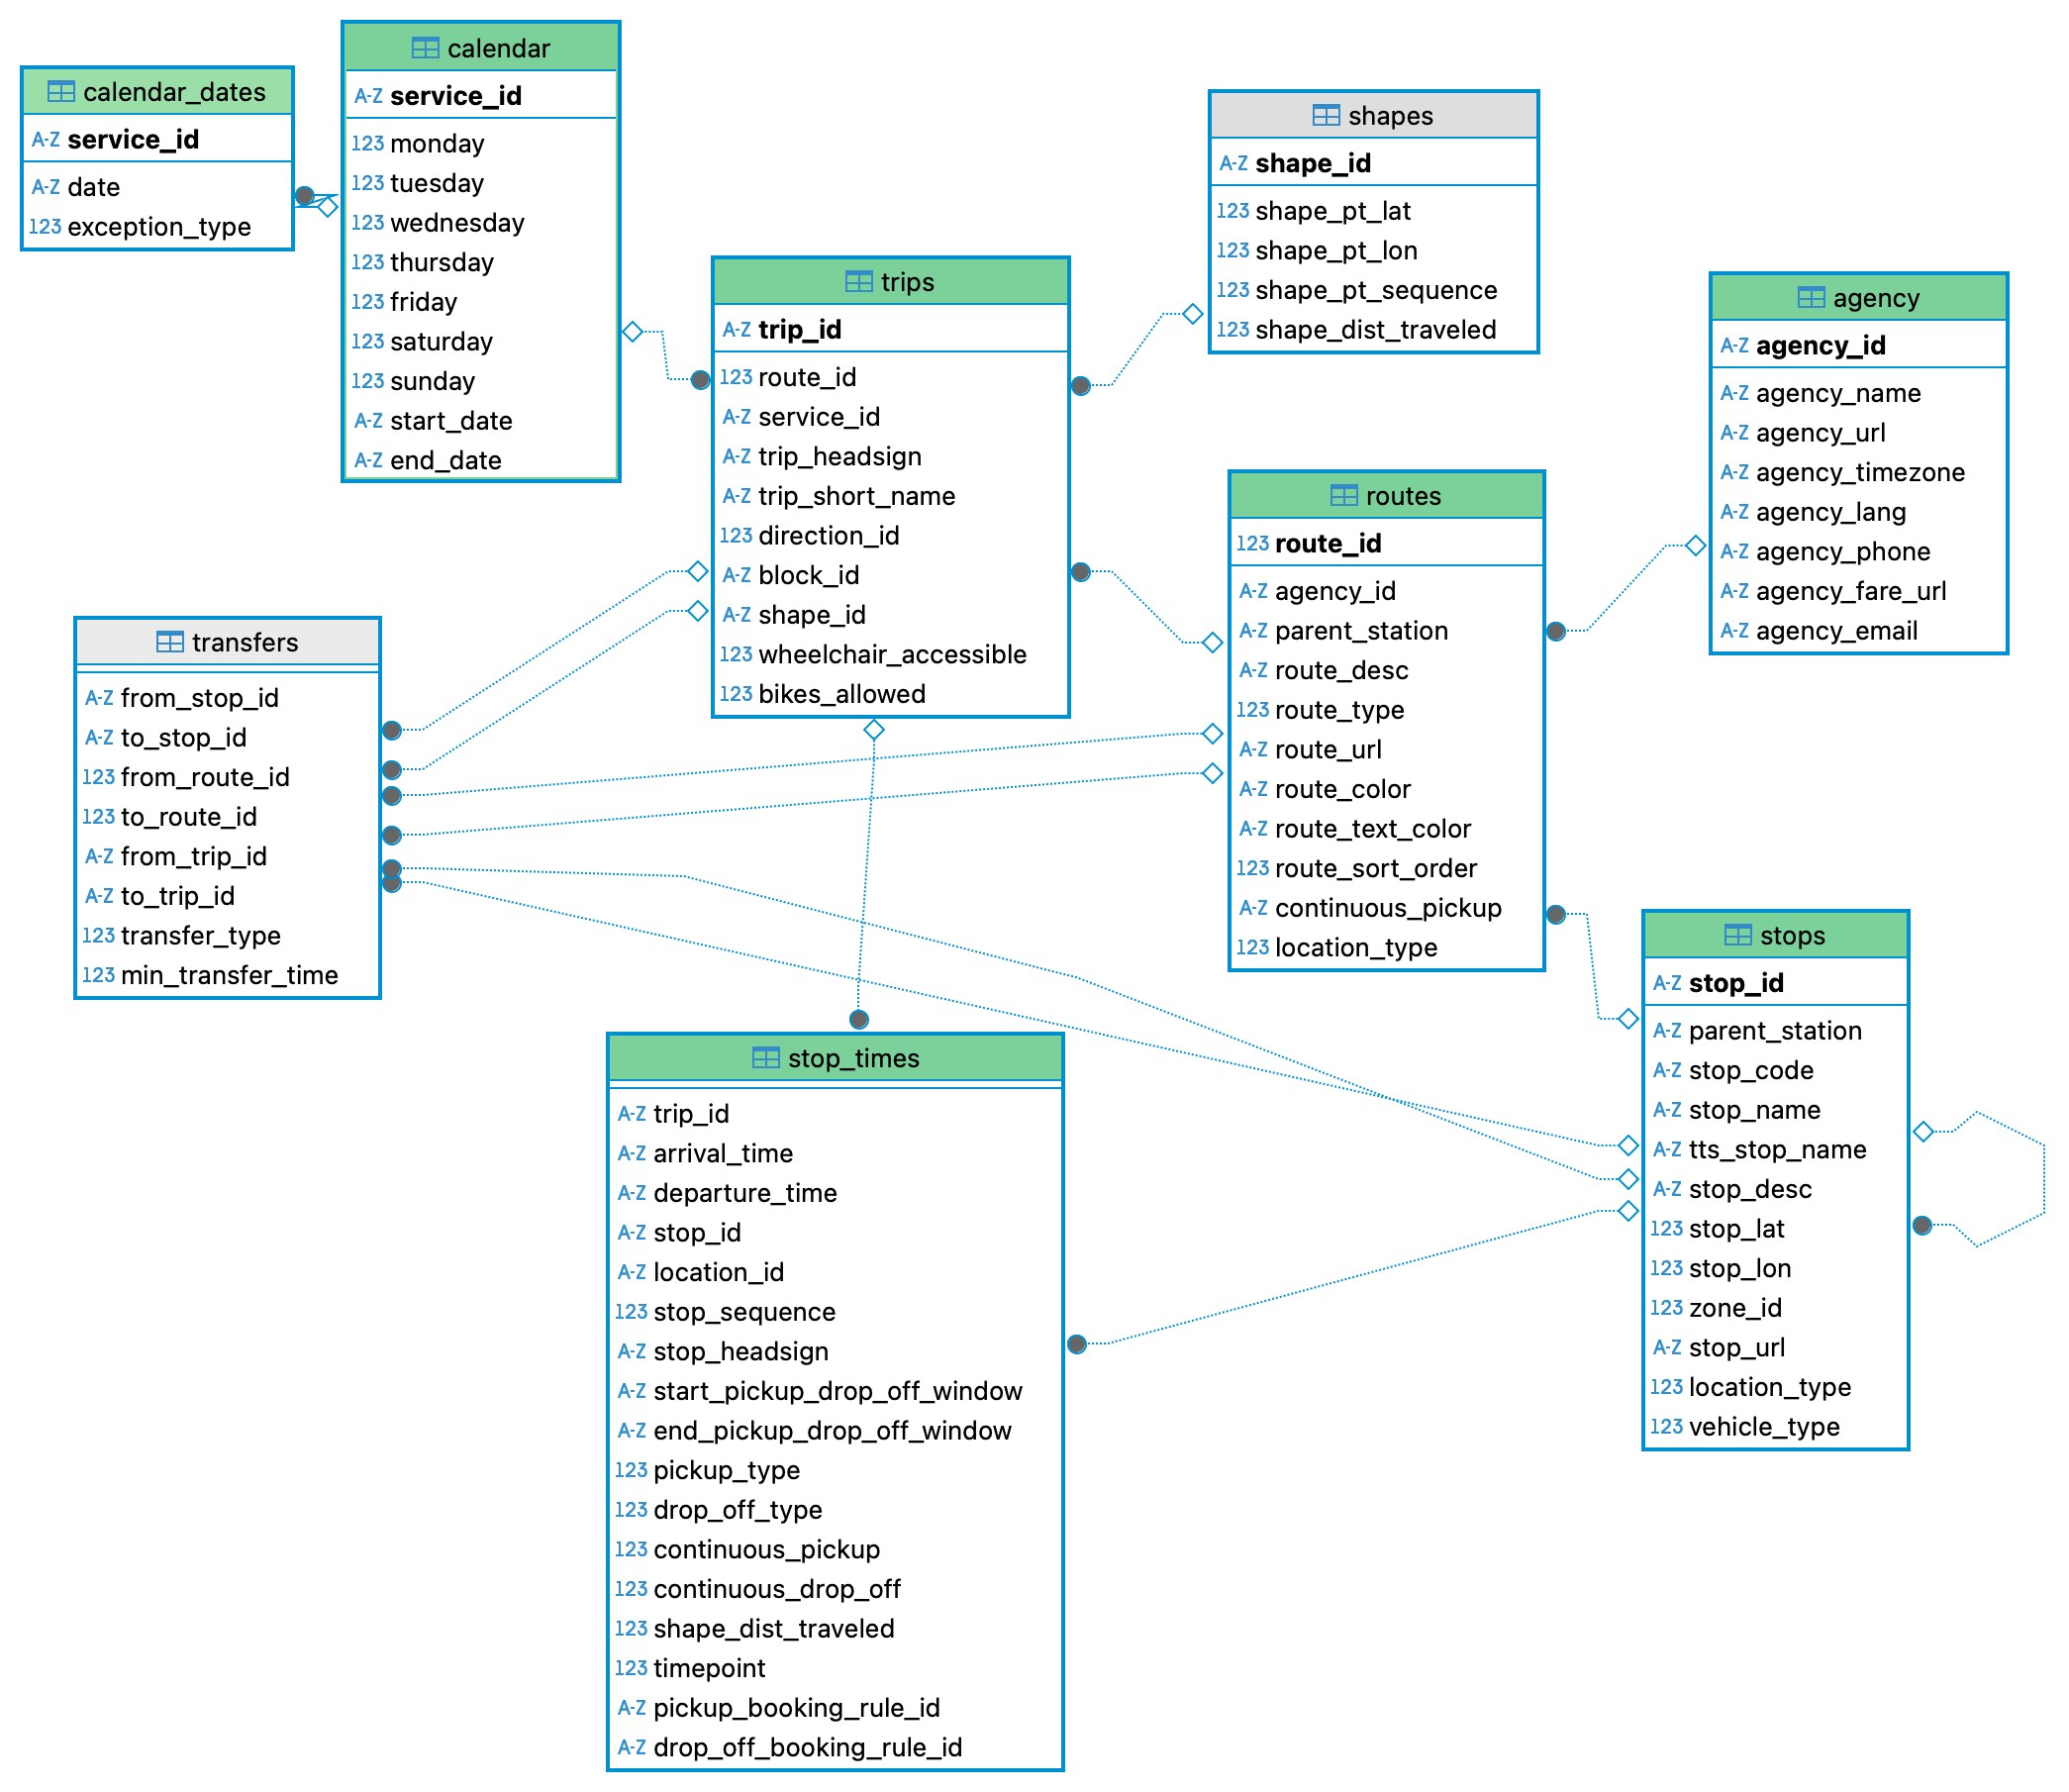 calendar_dates
A-Z service_id
A-Z date
123 exception_type
calendar
A-Z service_id
123 monday
123 tuesday
123 wednesday
123 thursday
123 friday
123 saturday
123 sunday
A-Z start_date
A-Z end_date
trips
A-Z trip_id
123 route_id
A-Z service_id
A-Z trip_headsign
A-Z trip_short_name
123 direction_id
A-Z block_id
A-Z shape_id
123 wheelchair_accessible
123 bikes_allowed
shapes
A-Z shape_id
123 shape_pt_lat
123 shape_pt_lon
123 shape_pt_sequence
123 shape_dist_traveled
agency
A-Z agency_id
A-Z agency_name
A-Z agency_url
A-Z agency_timezone
A-Z agency_lang
A-Z agency_phone
A-Z agency_fare_url
A-Z agency_email
routes
123 route_id
A-Z agency_id
A-Z parent_station
A-Z route_desc
123 route_type
A-Z route_url
A-Z route_color
A-Z route_text_color
123 route_sort_order
A-Z continuous_pickup
123 location_type
transfers
A-Z from_stop_id
A-Z to_stop_id
123 from_route_id
123 to_route_id
A-Z from_trip_id
A-Z to_trip_id
123 transfer_type
123 min_transfer_time
stop_times
A-Z trip_id
A-Z arrival_time
A-Z departure_time
A-Z stop_id
A-Z location_id
123 stop_sequence
A-Z stop_headsign
A-Z start_pickup_drop_off_window
A-Z end_pickup_drop_off_window
123 pickup_type
123 drop_off_type
123 continuous_pickup
123 continuous_drop_off
123 shape_dist_traveled
123 timepoint
A-Z pickup_booking_rule_id
A-Z drop_off_booking_rule_id
stops
A-Z stop_id
A-Z parent_station
A-Z stop_code
A-Z stop_name
A-Z tts_stop_name
A-Z stop_desc
123 stop_lat
123 stop_lon
123 zone_id
A-Z stop_url
123 location_type
123 vehicle_type